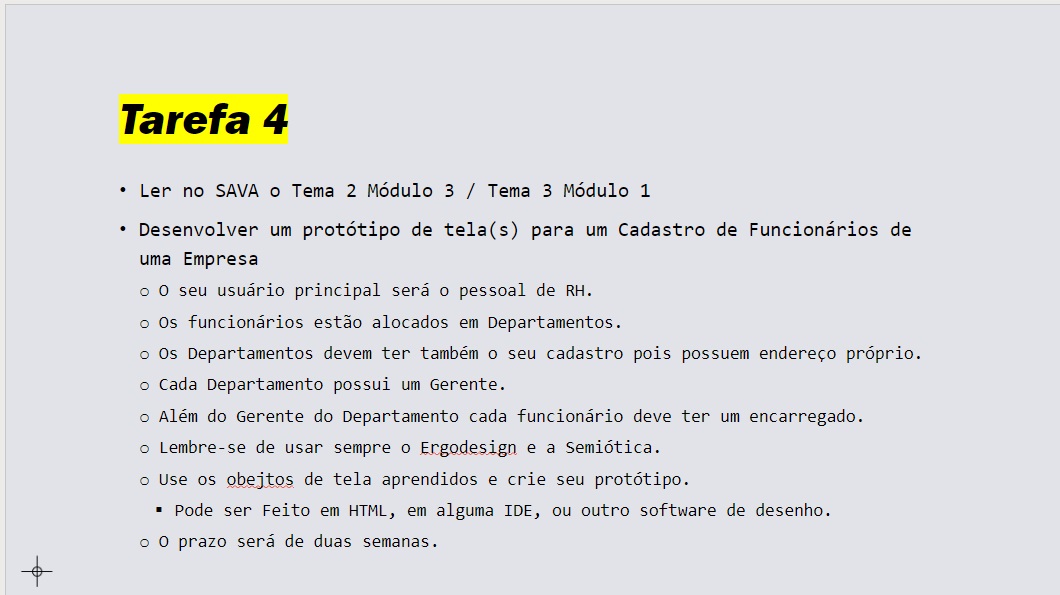 Tarefa 4
• Ler no SAVA o Tema 2 Módulo 3 / Tema 3 Módulo 1
• Desenvolver um protótipo de tela(s) para um Cadastro de Funcionários de
uma Empresa
o O seu usuário principal será o pessoal de RH.
o Os funcionários estão alocados em Departamentos.
o Os Departamentos devem ter também o seu cadastro pois possuem endereço próprio.
o Cada Departamento possui um Gerente.
o Além do Gerente do Departamento cada funcionário deve ter um encarregado.
o Lembre-se de usar sempre o Ergodesign e a Semiótica.
o Use os obejtos de tela aprendidos e crie seu protótipo.
▪ Pode ser Feito em HTML, em alguma IDE, ou outro software de desenho.
o O prazo será de duas semanas.